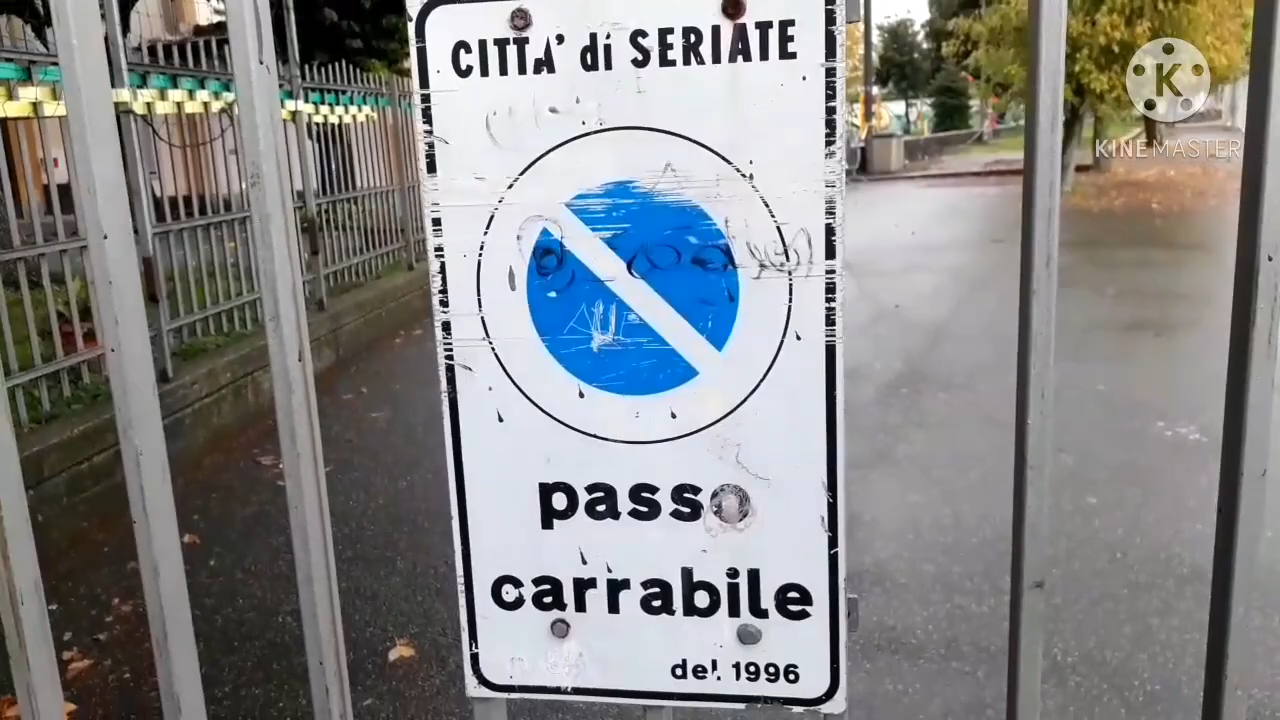 CITTA' di SERIATE
passo
carrabile
del. 1996
K
KINEMASTER